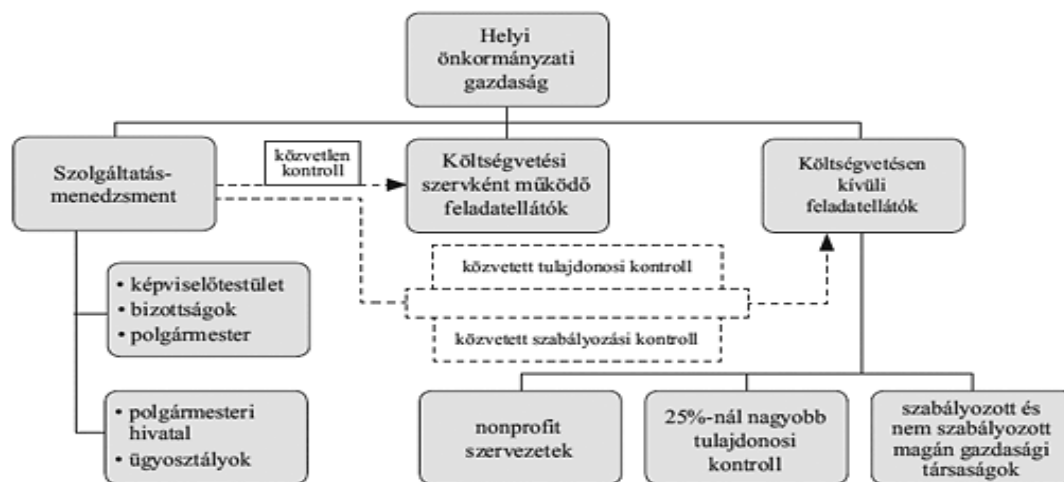 Helyi
önkormányzati
gazdaság
Szolgáltatás-
menedzsment
közvetlen
kontroll
Költségvetési
szervként működő
feladatellátók
Költségvetésen
kívüli
feladatellátók
közvetett tulajdonosi kontroll
közvetett szabályozási kontroll
• képviselőtestület
• bizottságok
• polgármester
• polgármesteri
hivatal
• ügyosztályok
nonprofit
szervezetek
25%-nál nagyobb
tulajdonosi
kontroll
szabályozott és
nem szabályozott
magán gazdasági
társaságok